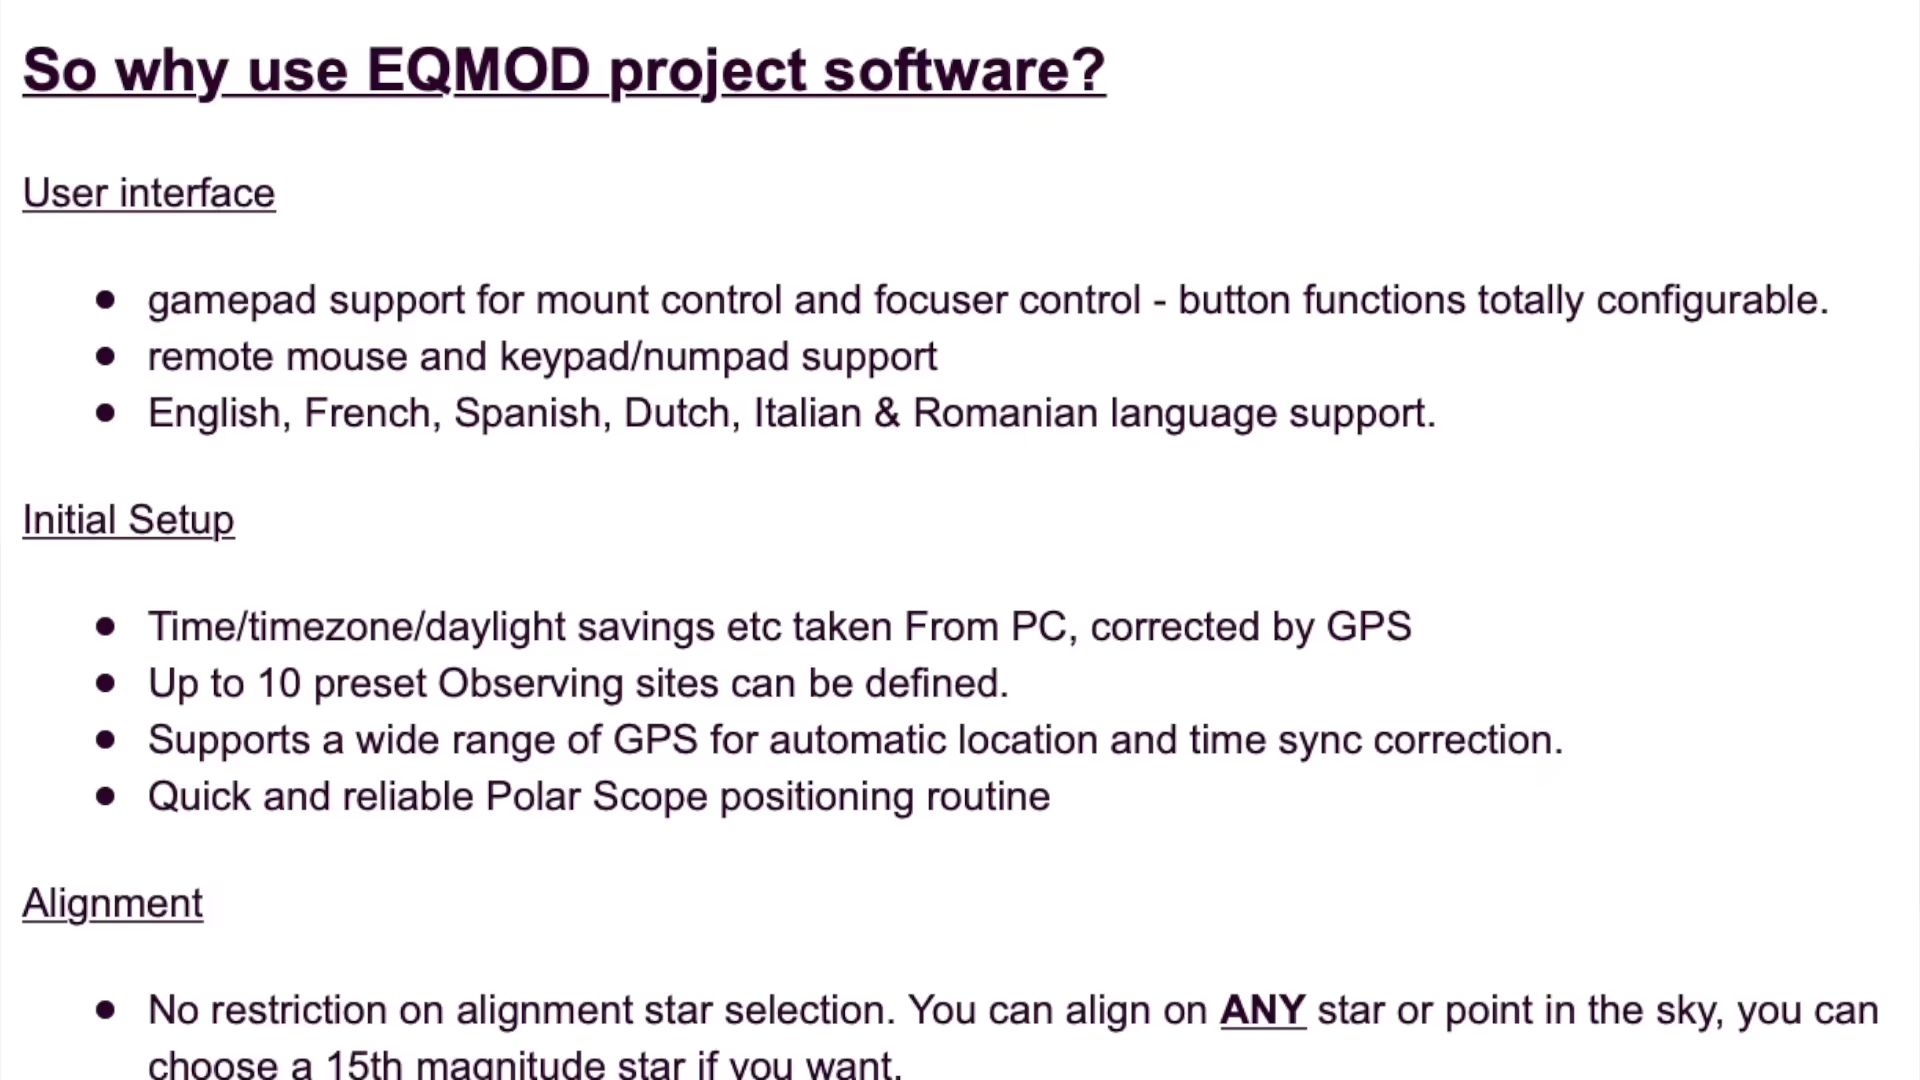 So why use EQMOD project software?
User interface
● gamepad support for mount control and focuser control - button functions totally configurable.
● remote mouse and keypad/numpad support
● English, French, Spanish, Dutch, Italian & Romanian language support.
Initial Setup
● Time/timezone/daylight savings etc taken From PC, corrected by GPS
● Up to 10 preset Observing sites can be defined.
● Supports a wide range of GPS for automatic location and time sync correction.
● Quick and reliable Polar Scope positioning routine
Alignment
● No restriction on alignment star selection. You can align on ANY star or point in the sky, you can
choose a 15th magnitude star if you want.